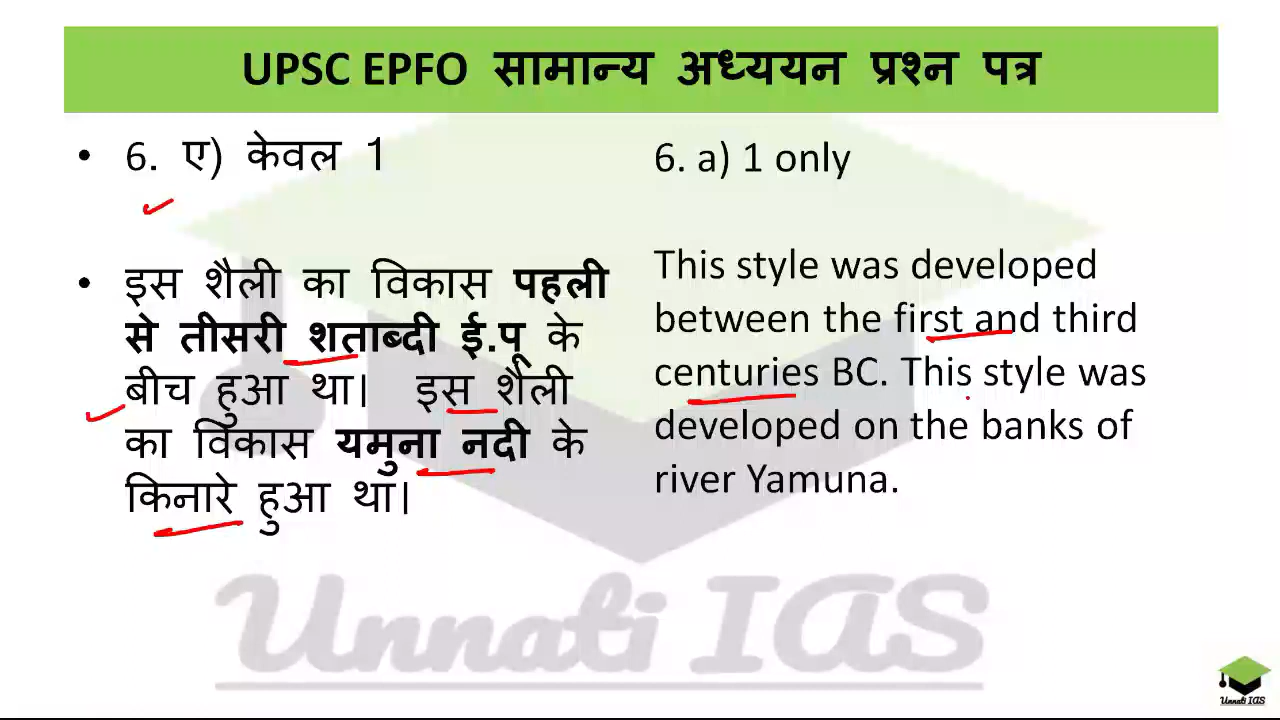 UPSC EPFO सामान्य अध्ययन प्रश्न पत्र
• 6. ए) केवल 1
• इस शैली का विकास पहली
से तीसरी शताब्दी ई.पू के
बीच हुआ था। इस शैली
का विकास यमुना नदी के
किनारे हुआ था।
6. a) 1 only
This style was developed
between the first and third
centuries BC. This style was
developed on the banks of
river Yamuna.
Unnati IAS
Unnati IAS